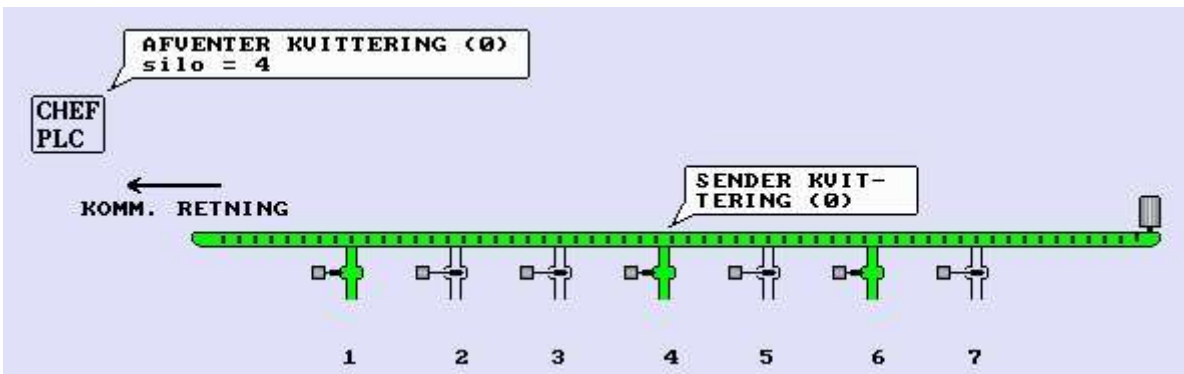 AFVENTER KVITTERING (0)
silo = 4
CHEF
PLC
SENDER KVIT-
TERING (0)
KOMM. RETNING
1 2 3 4 5 6 7